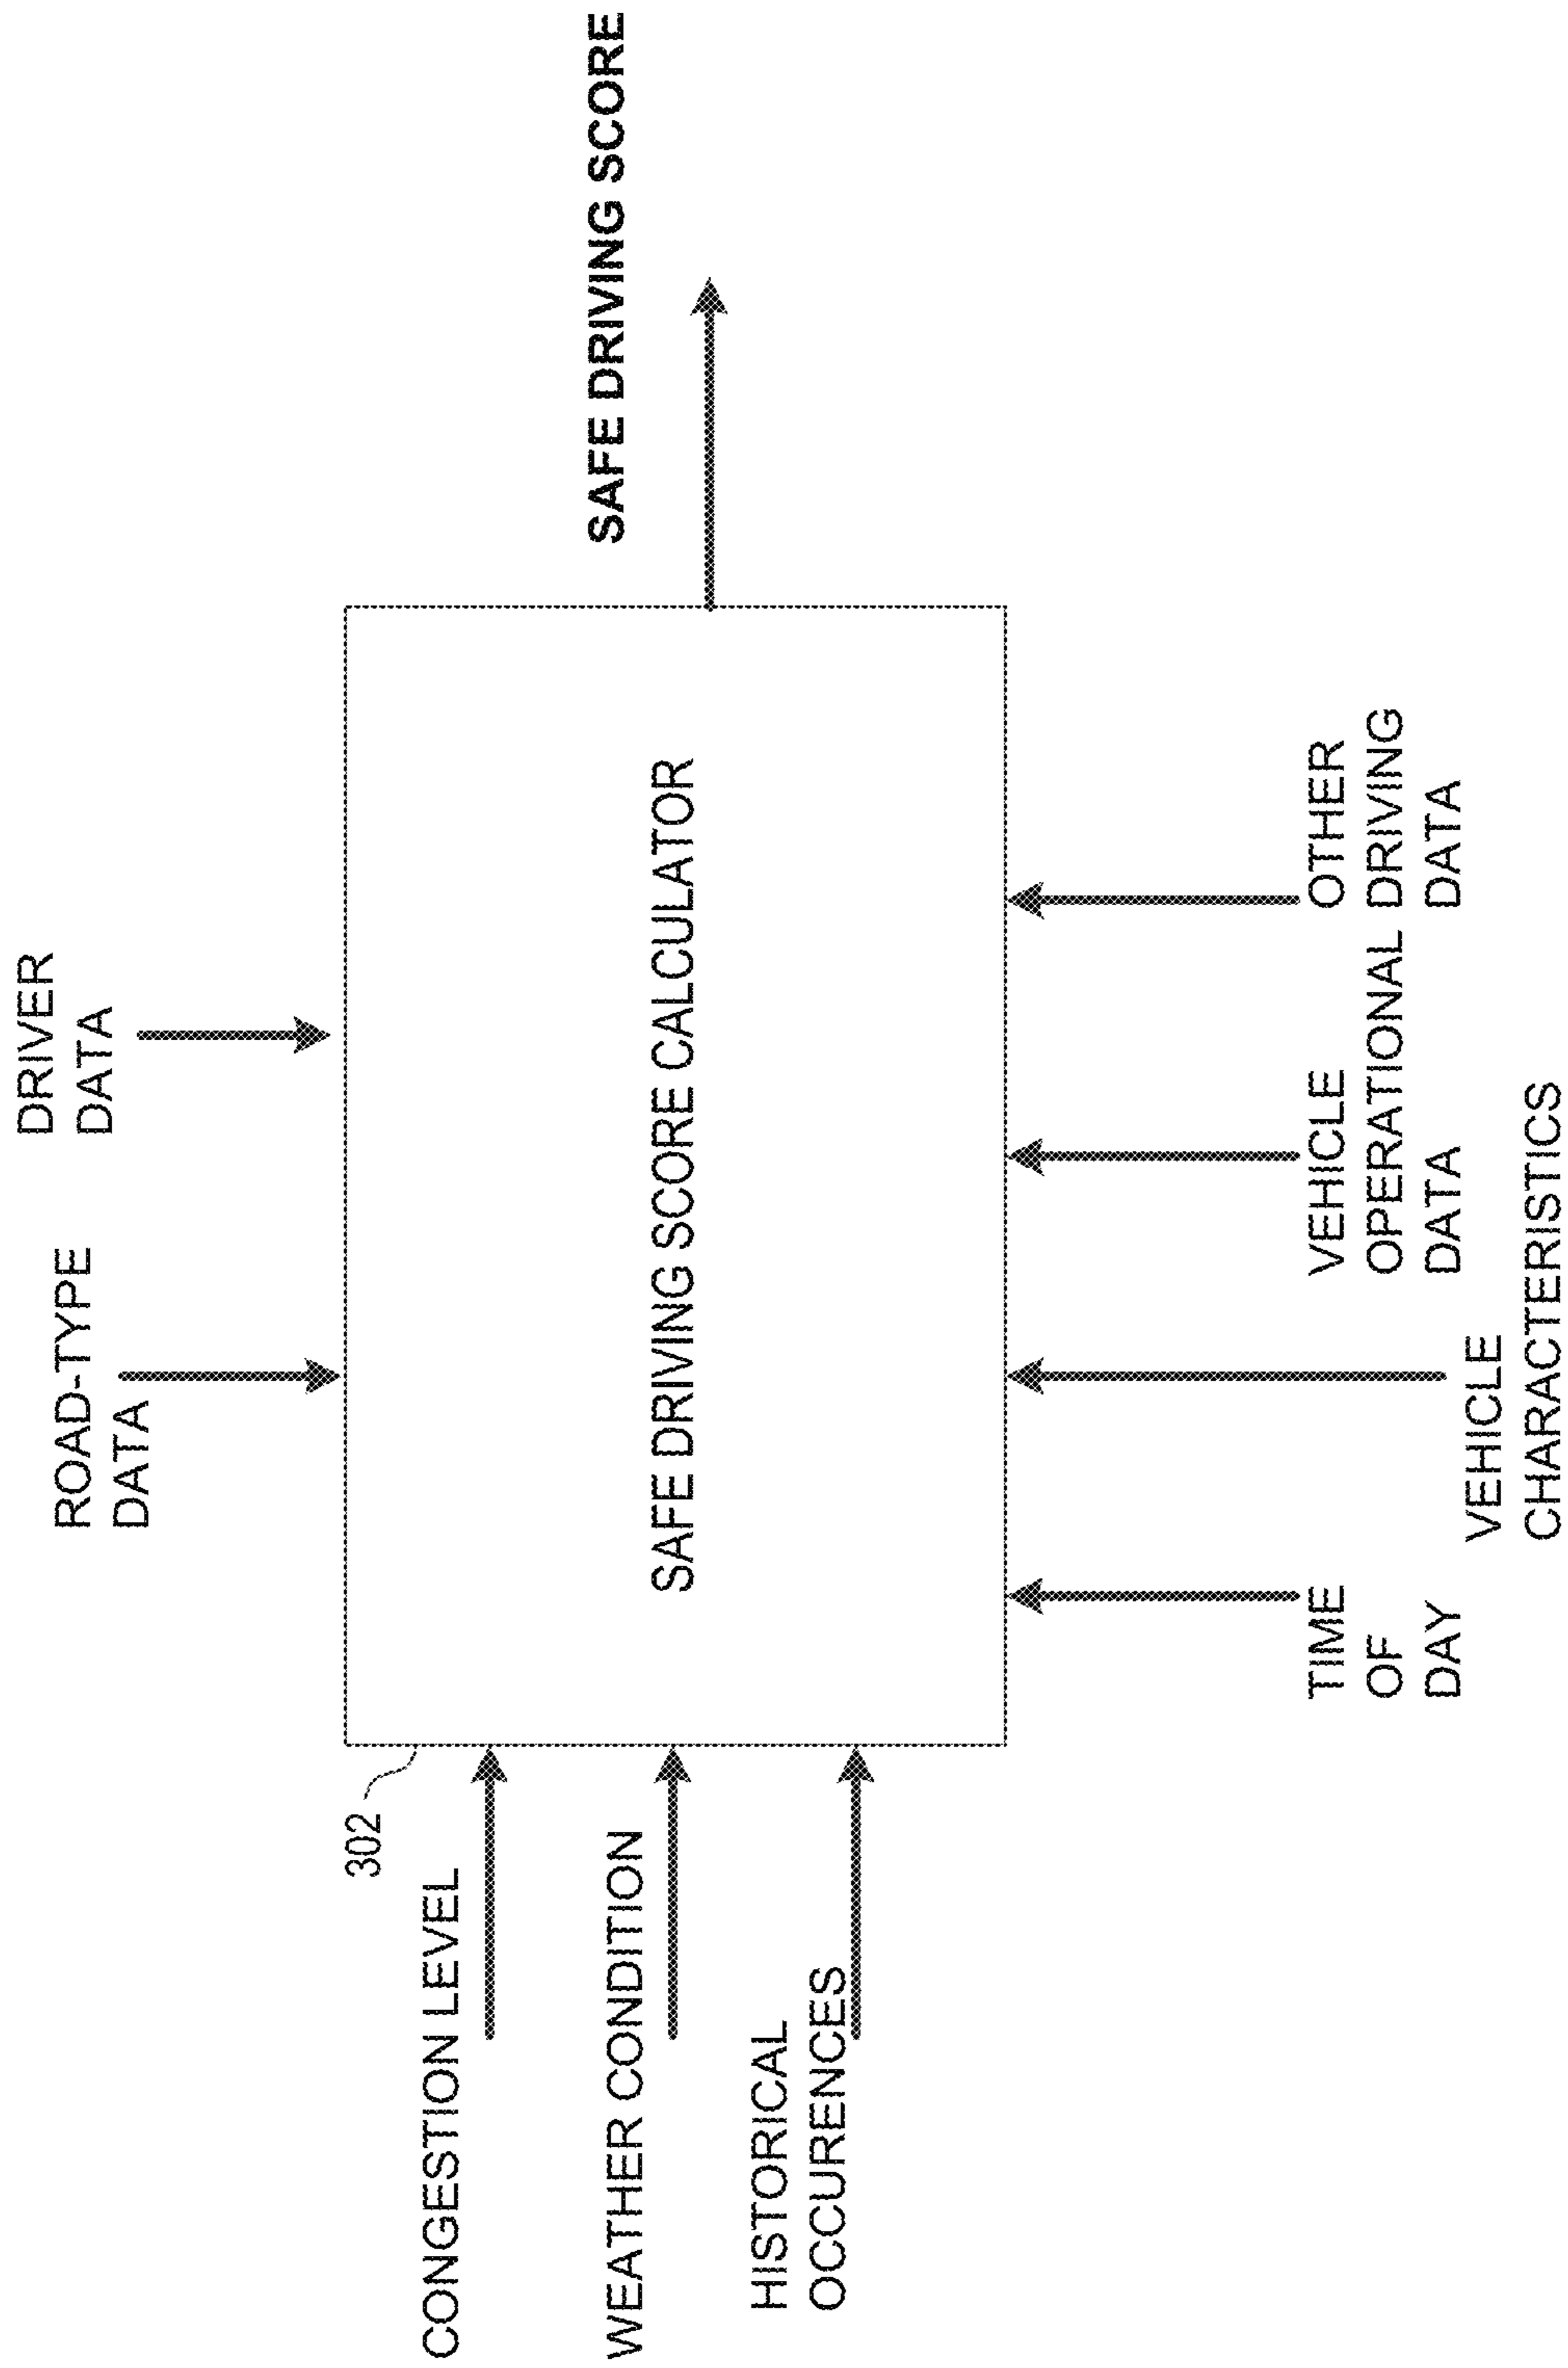 ROAD-TYPE
DATA
DRIVER
DATA
302
CONGESTION LEVEL
WEATHER CONDITION
HISTORICAL
OCCURENCES
SAFE DRIVING SCORE CALCULATOR
SAFE DRIVING SCORE
TIME
OF
DAY
VEHICLE
CHARACTERISTICS
VEHICLE
OPERATIONAL
DATA
OTHER
DRIVING
DATA